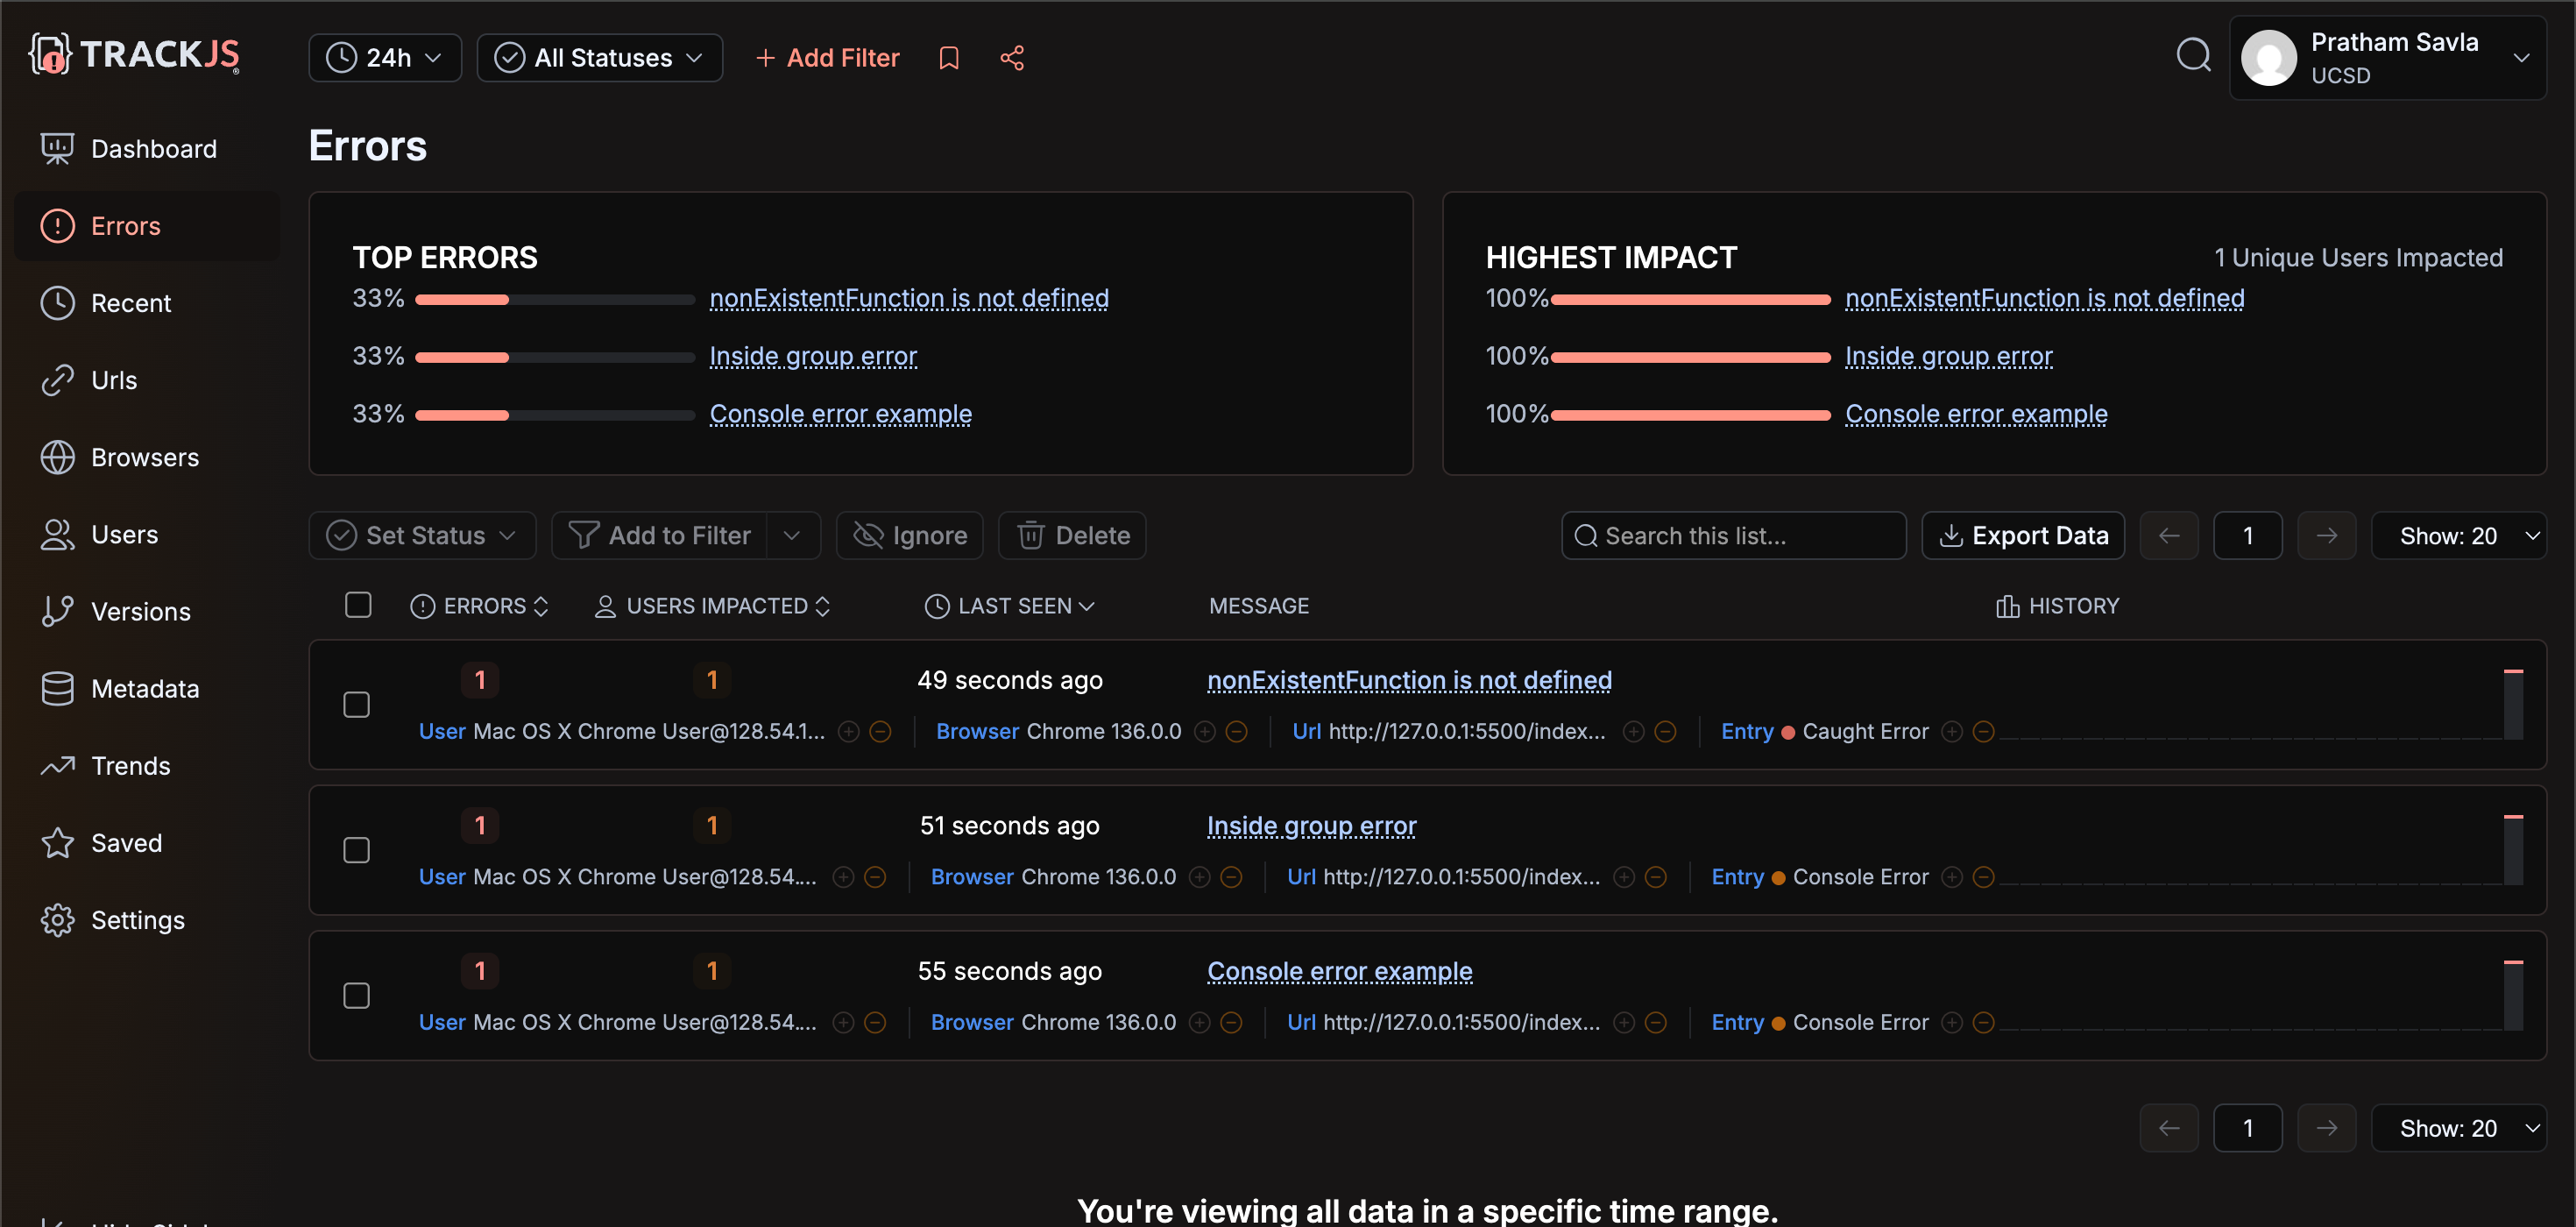 TRACKJS
24h
All Statuses
+ Add Filter
Pratham Savla
UCSD
Dashboard
Errors
Recent
Urls
Browsers
Users
Versions
Metadata
Trends
Saved
Settings
Errors
TOP ERRORS
33% nonExistentFunction is not defined
33% Inside group error
33% Console error example
HIGHEST IMPACT 1 Unique Users Impacted
100% nonExistentFunction is not defined
100% Inside group error
100% Console error example
Set Status Add to Filter Ignore Delete Search this list... Export Data 1 Show: 20
ERRORS USERS IMPACTED LAST SEEN MESSAGE HISTORY
1 1 49 seconds ago nonExistentFunction is not defined
User Mac OS X Chrome User@128.54.1... Browser Chrome 136.0.0 Url http://127.0.0.1:5500/index... Entry Caught Error
1 1 51 seconds ago Inside group error
User Mac OS X Chrome User@128.54.... Browser Chrome 136.0.0 Url http://127.0.0.1:5500/index... Entry Console Error
1 1 55 seconds ago Console error example
User Mac OS X Chrome User@128.54.... Browser Chrome 136.0.0 Url http://127.0.0.1:5500/index... Entry Console Error
1 Show: 20
You're viewing all data in a specific time range.